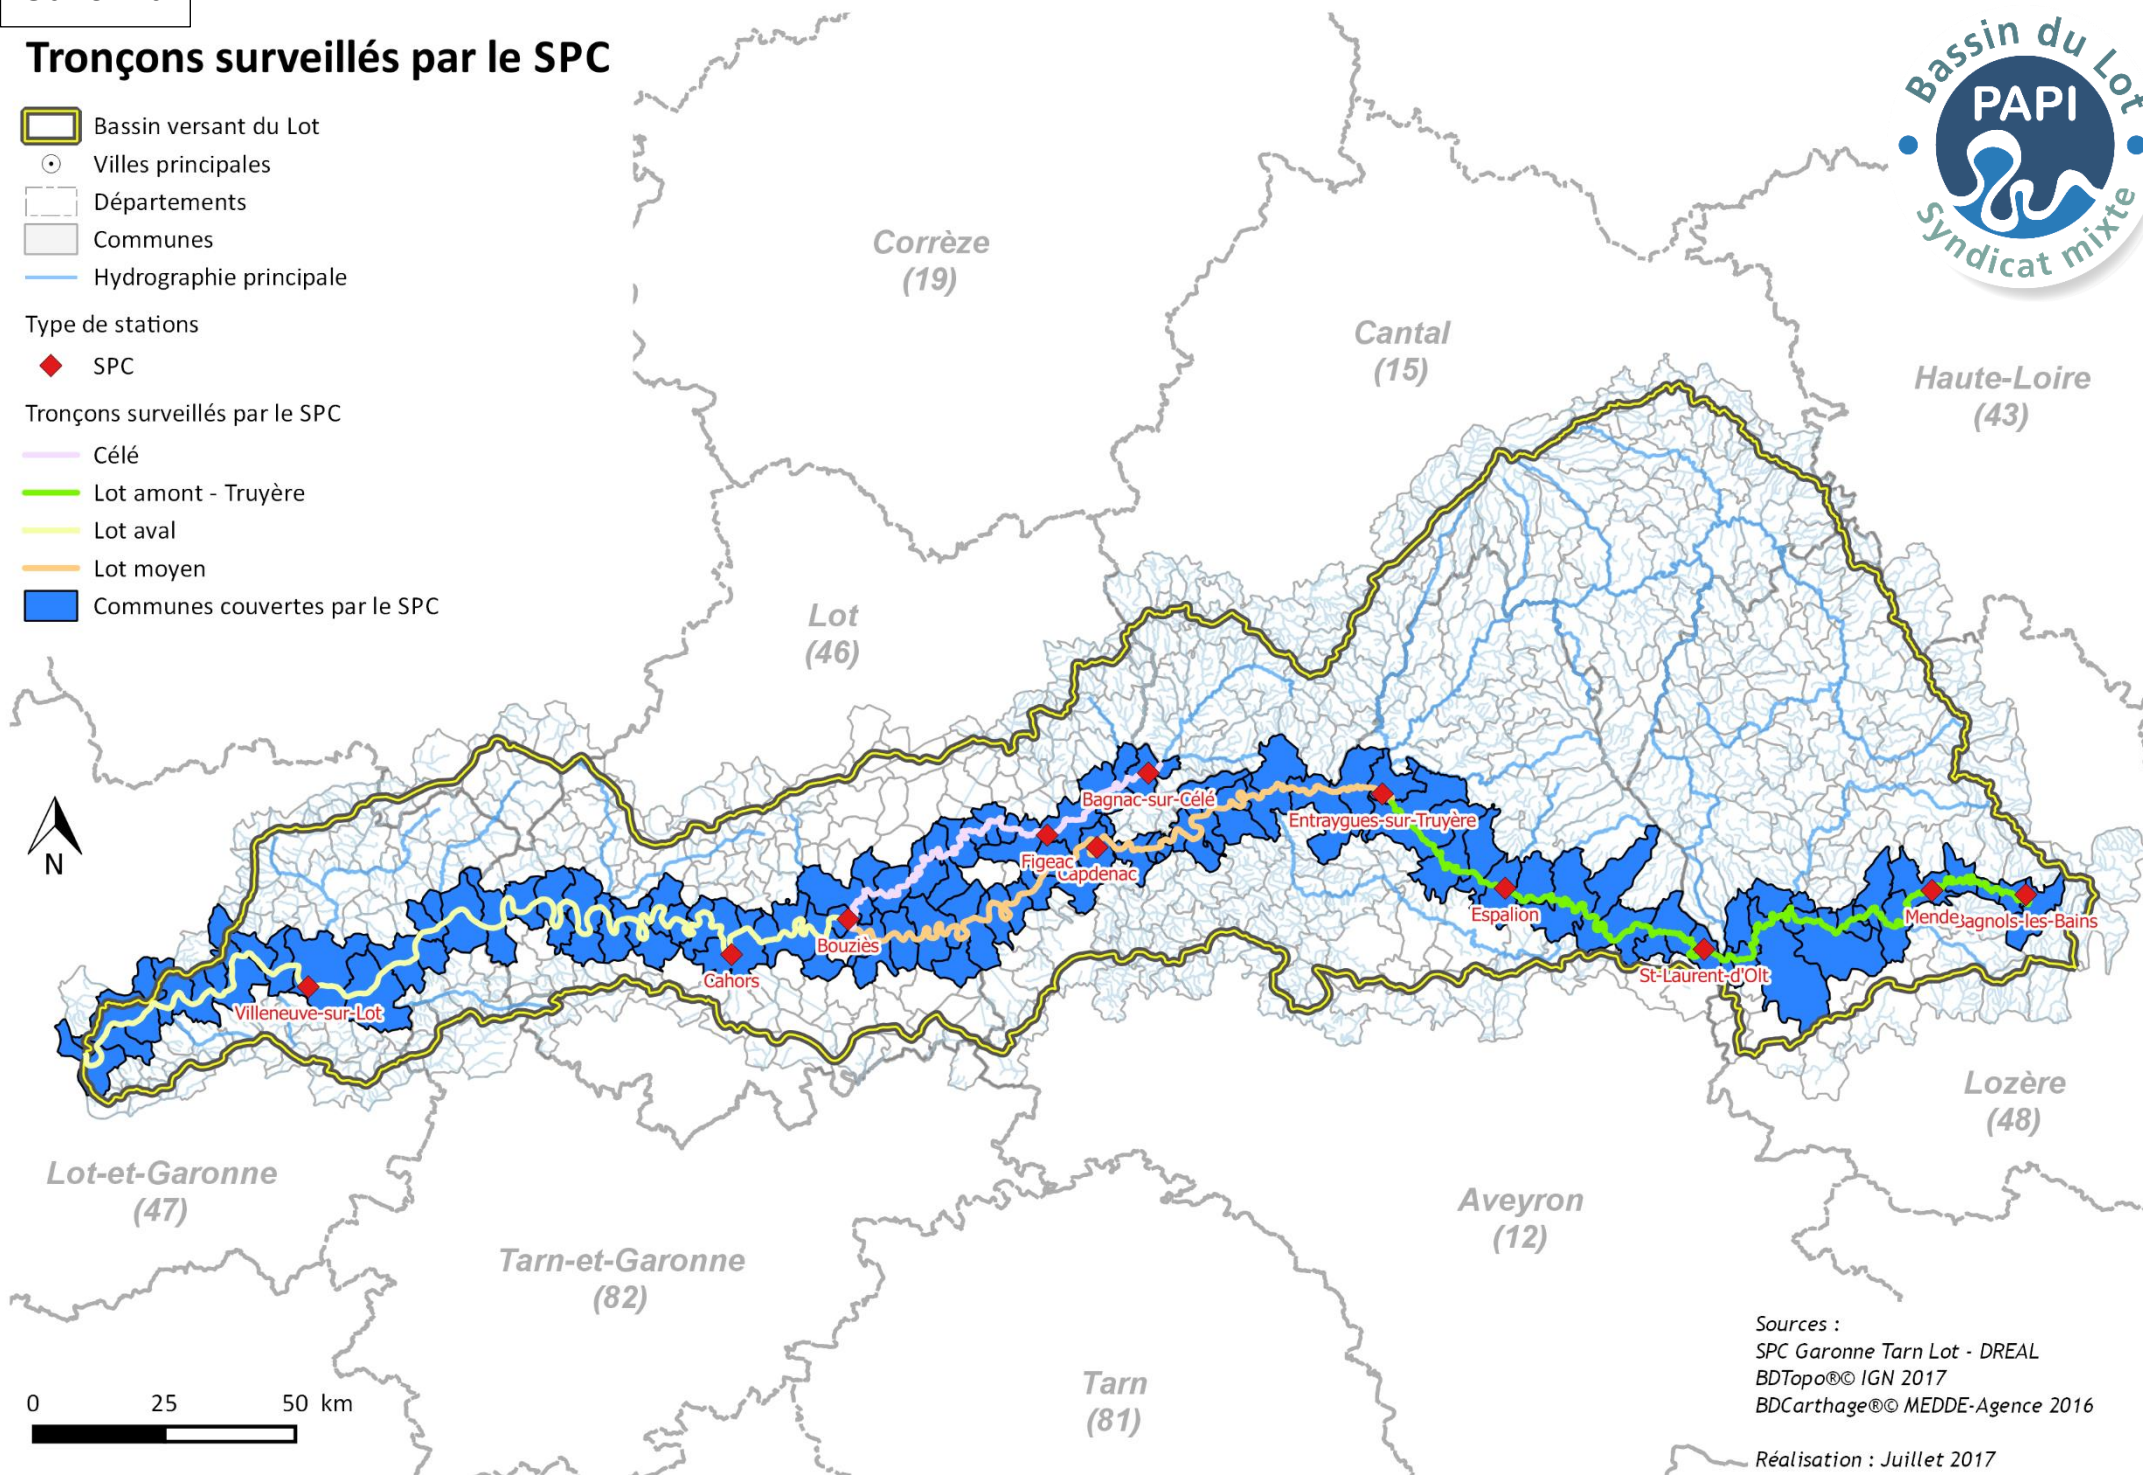 Tronçons surveillés par le SPC
Bassin versant du Lot
Villes principales
Départements
Communes
Hydrographie principale
Type de stations
SPC
Tronçons surveillés par le SPC
Célé
Lot amont - Truyère
Lot aval
Lot moyen
Communes couvertes par le SPC
Bassin du Lot
PAPI
Syndicat mixte
Corrèze
(19)
Cantal
(15)
Haute-Loire
(43)
Lot
(46)
N
Bagnac-sur-Célé
Entraygues-sur-Truyère
Figeac
Capdenac
Espalion
Mende
Bagnols-les-Bains
Bouziès
Cahors
St-Laurent-d'Olt
Villeneuve-sur-Lot
Lozère
(48)
Lot-et-Garonne
(47)
Aveyron
(12)
Tarn-et-Garonne
(82)
Tarn
(81)
0 25 50 km
Sources :
SPC Garonne Tarn Lot - DREAL
BDTopo®© IGN 2017
BDCarthage®© MEDDE-Agence 2016
Réalisation : Juillet 2017